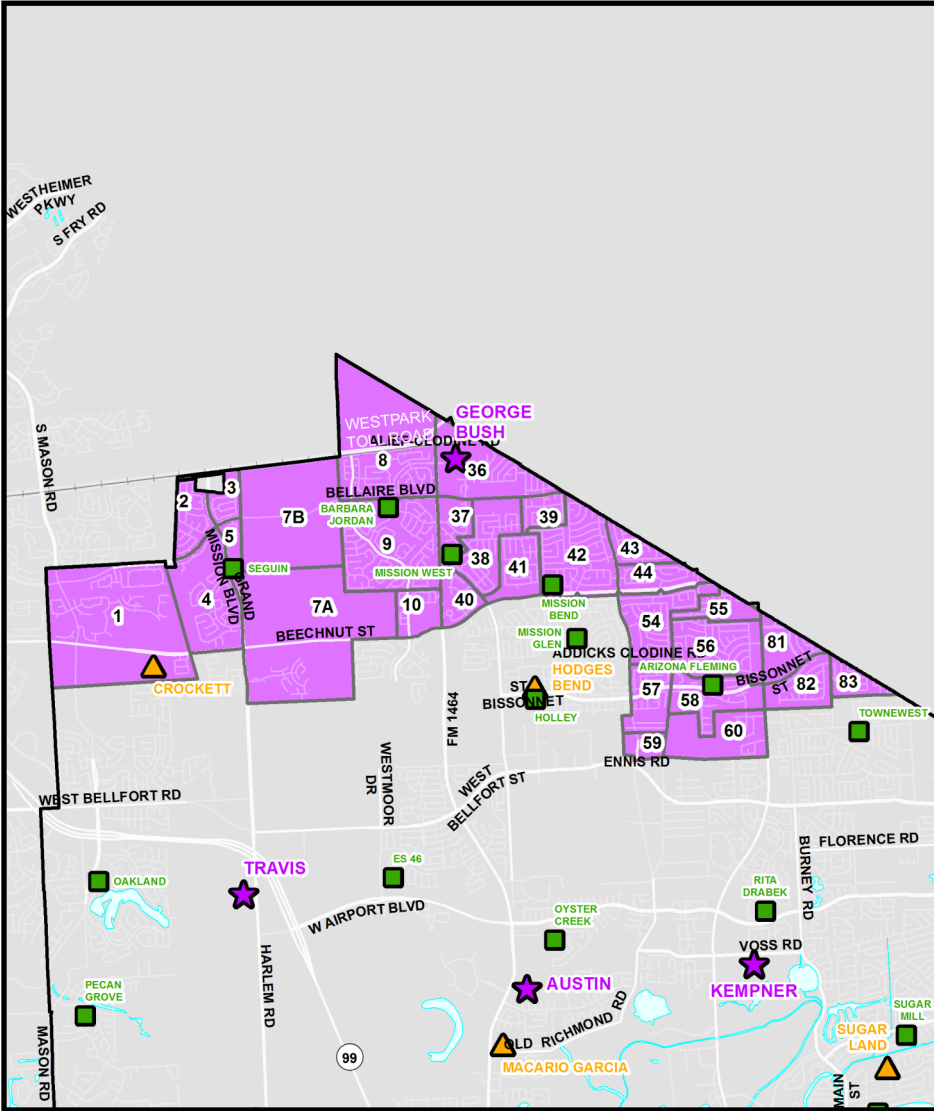 WESTHEIMER
PKWY
S FRY RD
S MASON RD
GEORGE
BUSH
WESTPARK
TOLL ROAD
ALIEF-CLODINE RD
8
36
BELLAIRE BLVD
2
3
BARBARA
JORDAN
7B
37
39
5
9
38
42
43
MISSION WEST
41
SEGUIN
44
MISSION BLVD
GRAND
4
7A
10
40
MISSION
BEND
1
54
55
BEECHNUT ST
MISSION
GLEN
56
81
ADDICKS CLODINE RD
CROCKETT
HODGES
BEND
ARIZONA FLEMING
BISSONNET
ST
57
82
83
ST
BISSONNET
58
HOLLEY
TOWNEWEST
FM 1464
60
59
ENNIS RD
WESTMOOR
DR
WEST
BELLFORT ST
WEST BELLFORT RD
FLORENCE RD
BURNEY RD
ES 46
TRAVIS
OAKLAND
RITA
DRABEK
W AIRPORT BLVD
OYSTER
CREEK
VOSS RD
HARLEM RD
AUSTIN
KEMPNER
PECAN
GROVE
SUGAR
MILL
OLD RICHMOND RD
SUGAR
LAND
MASON RD
99
MACARIO GARCIA
MAIN
ST